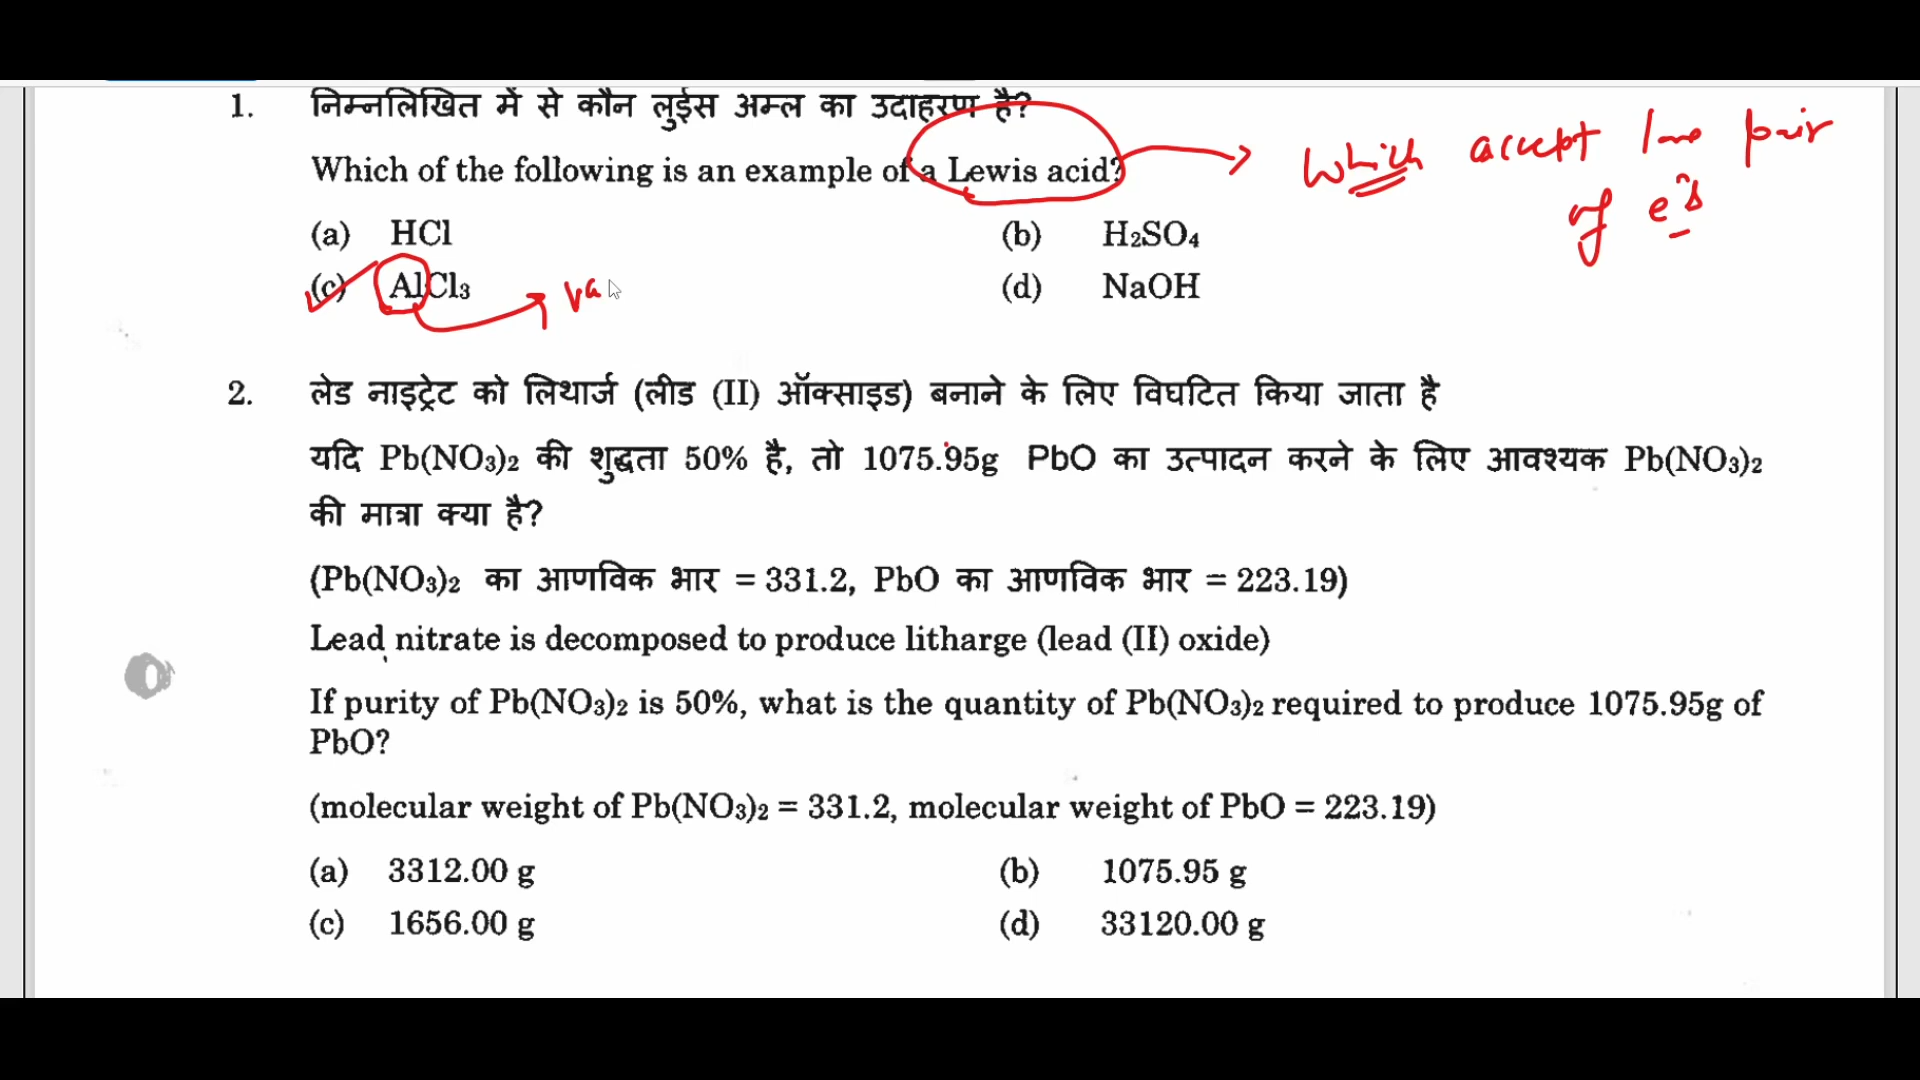 1. निम्नलिखित में से कौन लुईस अम्ल का उदाहरण है?
Which of the following is an example of a Lewis acid?
which accept lone pair
of e⁻s
(a) HCl (b) H₂SO₄
(c) AlCl₃ (d) NaOH
va
2. लेड नाइट्रेट को लिथार्ज (लीड (II) ऑक्साइड) बनाने के लिए विघटित किया जाता है
यदि Pb(NO₃)₂ की शुद्धता 50% है, तो 1075.95g PbO का उत्पादन करने के लिए आवश्यक Pb(NO₃)₂
की मात्रा क्या है?
(Pb(NO₃)₂ का आणविक भार = 331.2, PbO का आणविक भार = 223.19)
Lead nitrate is decomposed to produce litharge (lead (II) oxide)
If purity of Pb(NO₃)₂ is 50%, what is the quantity of Pb(NO₃)₂ required to produce 1075.95g of
PbO?
(molecular weight of Pb(NO₃)₂ = 331.2, molecular weight of PbO = 223.19)
(a) 3312.00 g (b) 1075.95 g
(c) 1656.00 g (d) 33120.00 g